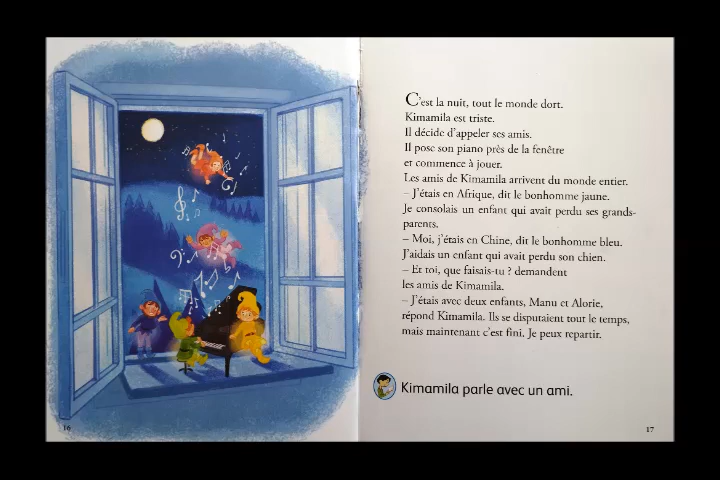 C'est la nuit, tout le monde dort.
Kimamila est triste.
Il décide d'appeler ses amis.
Il pose son piano près de la fenêtre
et commence à jouer.
Les amis de Kimamila arrivent du monde entier.
– J'étais en Afrique, dit le bonhomme jaune.
Je consolais un enfant qui avait perdu ses grands-
parents.
– Moi, j'étais en Chine, dit le bonhomme bleu.
J'aidais un enfant qui avait perdu son chien.
– Et toi, que faisais-tu ? demandent
les amis de Kimamila.
– J'étais avec deux enfants, Manu et Alorie,
répond Kimamila. Ils se disputaient tout le temps,
mais maintenant c'est fini. Je peux repartir.
Kimamila parle avec un ami.
16
17